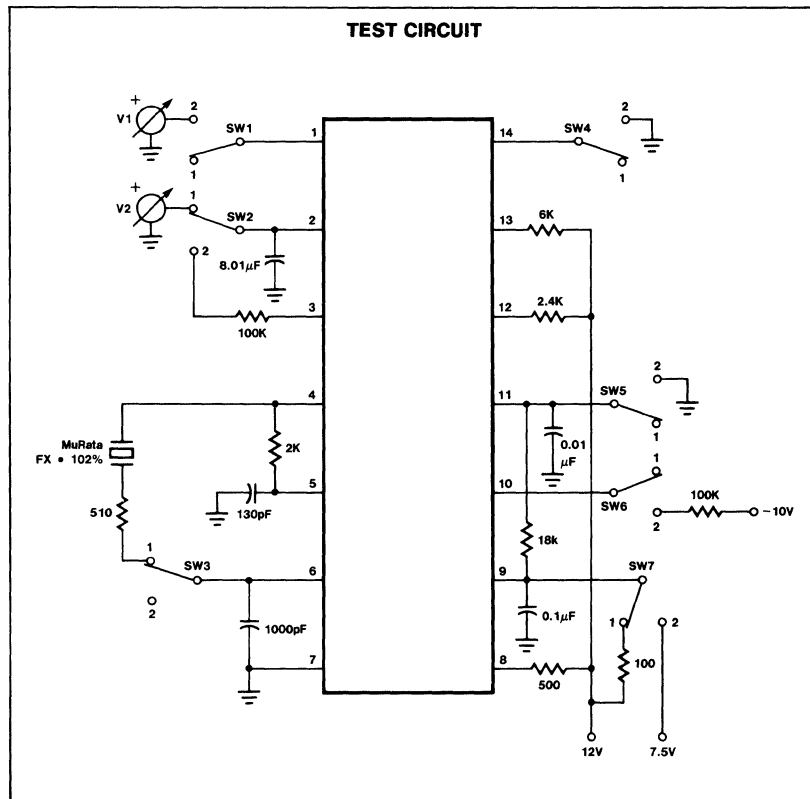 TEST CIRCUIT
+
V1
2
SW1
1
1
14
SW4
2
1
+
V2
1
SW2
2
2
8.01μF
13
6K
3
100K
12
2.4K
4
11
SW5
2
1
MuRata
FX • 102%
2K
0.01
μF
1
5
130pF
10
SW6
2
100K
~10V
510
18k
1
SW3
2
6
9
SW7
1000pF
0.1μF
1
2
100
7
8
500
12V
7.5V